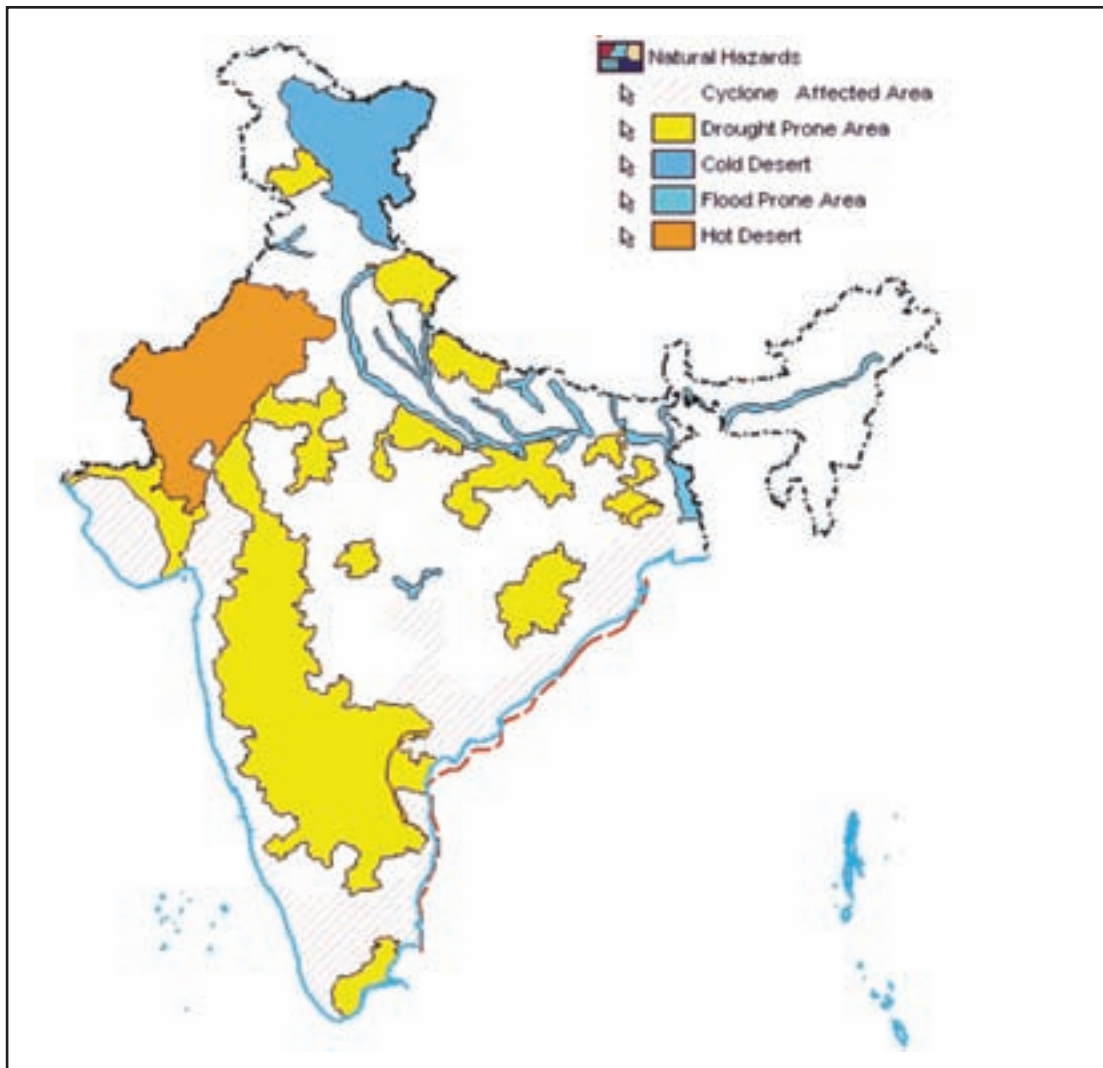 Natural Hazards
Cyclone Affected Area
Drought Prone Area
Cold Desert
Flood Prone Area
Hot Desert